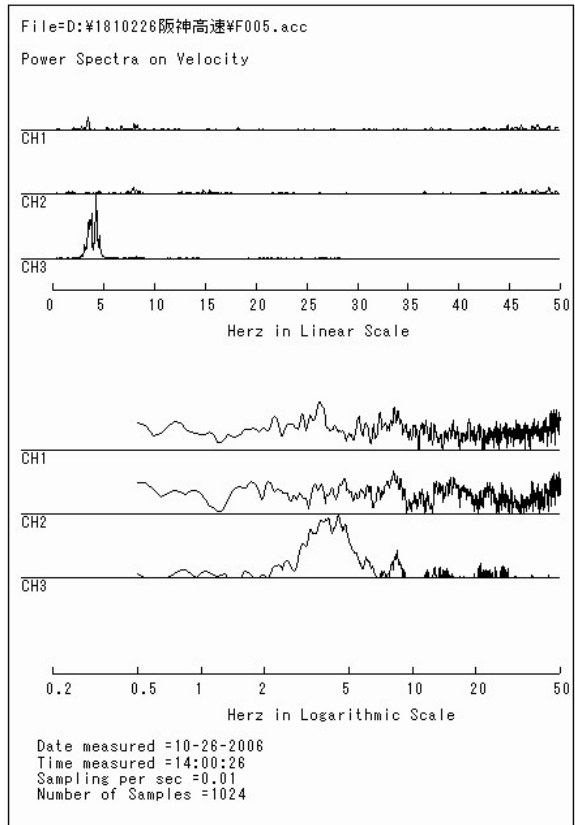 File=D:¥1810226阪神高速¥F005.acc
Power Spectra on Velocity
CH1
CH2
CH3
0 5 10 15 20 25 30 35 40 45 50
Herz in Linear Scale
CH1
CH2
CH3
0.2 0.5 1 2 5 10 20 50
Herz in Logarithmic Scale
Date measured =10-26-2006
Time measured =14:00:26
Sampling per sec =0.01
Number of Samples =1024